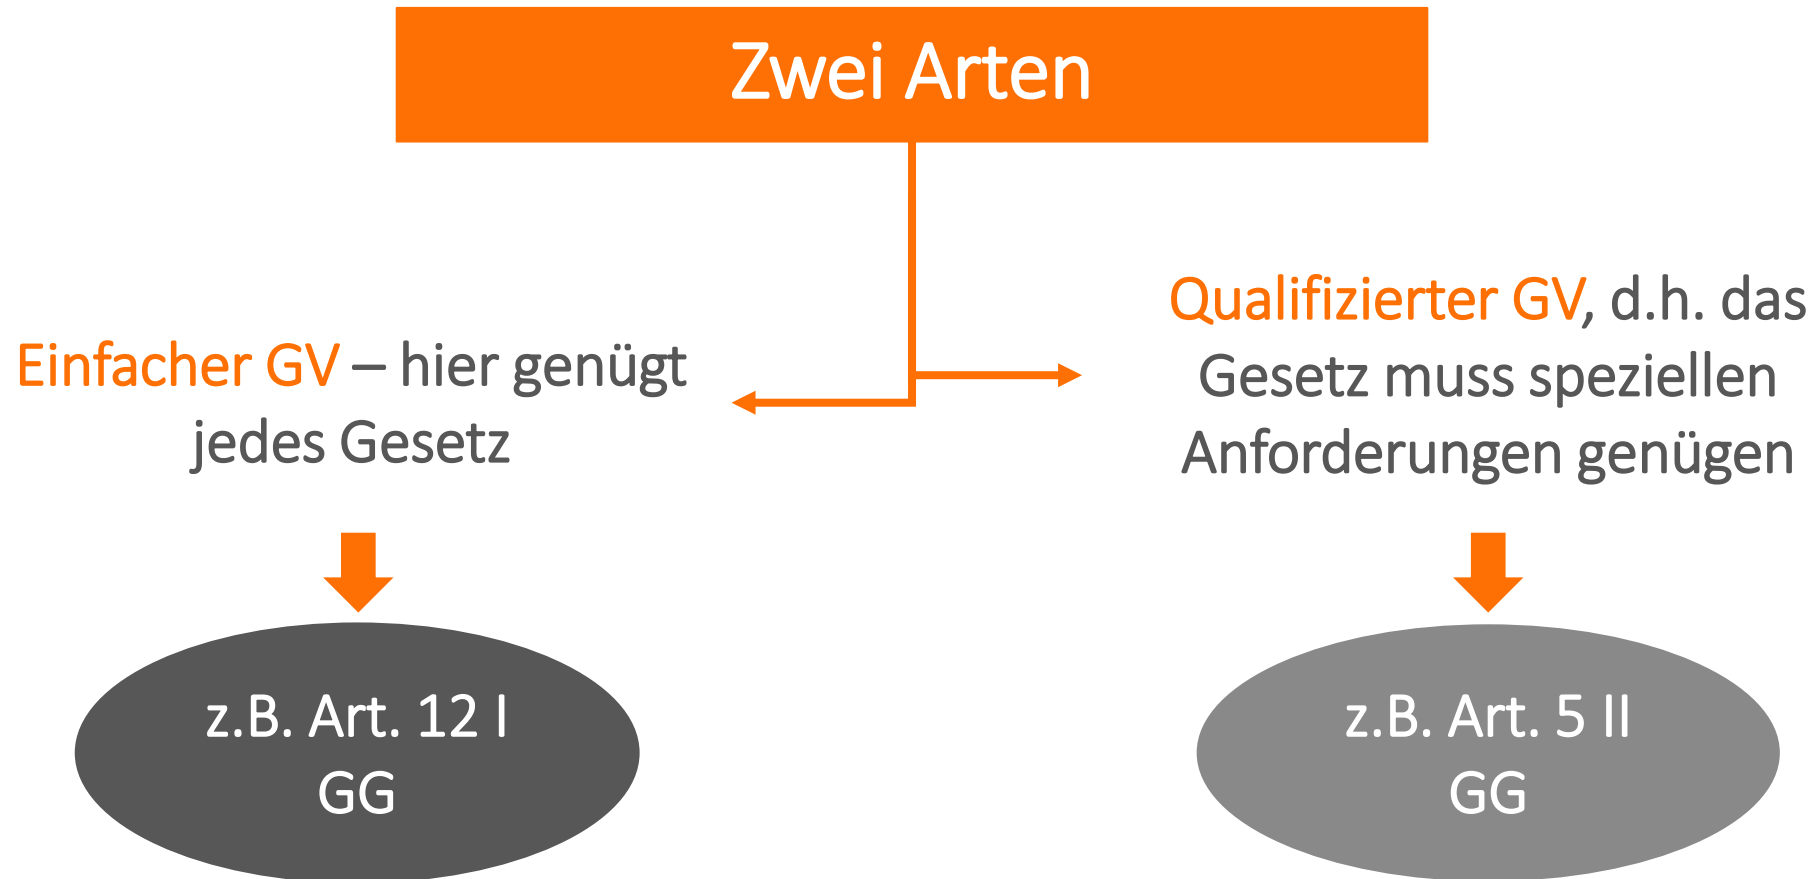 Zwei Arten
Einfacher GV – hier genügt
jedes Gesetz
Qualifizierter GV, d.h. das
Gesetz muss speziellen
Anforderungen genügen
z.B. Art. 12 I
GG
z.B. Art. 5 II
GG